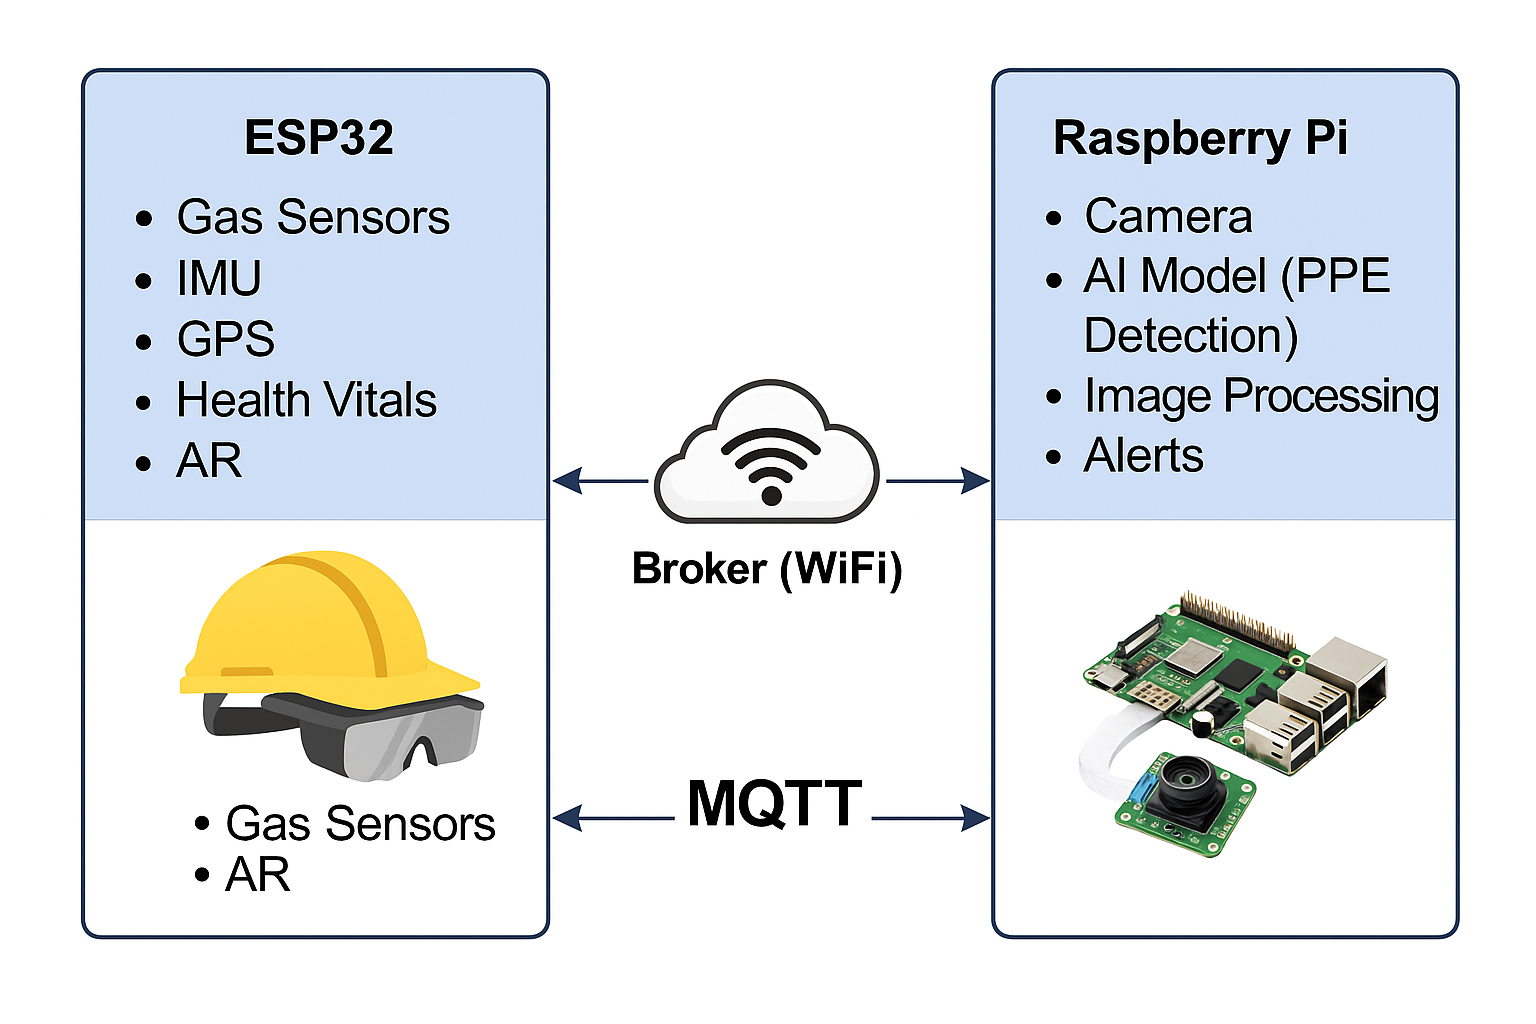 ESP32
• Gas Sensors
• IMU
• GPS
• Health Vitals
• AR
• Gas Sensors
• AR
Broker (WiFi)
MQTT
Raspberry Pi
• Camera
• AI Model (PPE
Detection)
• Image Processing
• Alerts